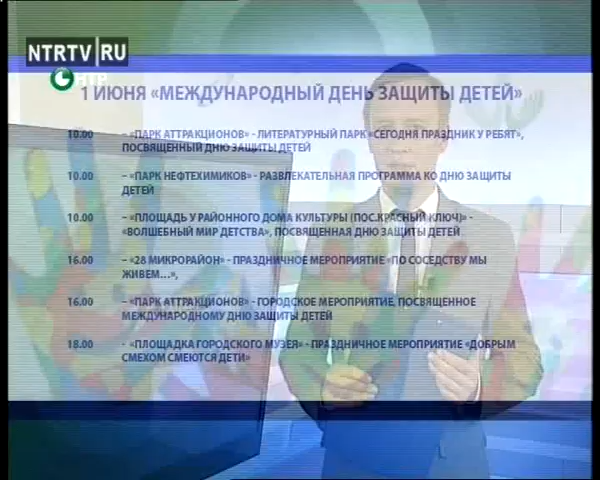 NTRTV|RU
НТР
1 ИЮНЯ «МЕЖДУНАРОДНЫЙ ДЕНЬ ЗАЩИТЫ ДЕТЕЙ»
10.00 – «ПАРК АТТРАКЦИОНОВ» - ЛИТЕРАТУРНЫЙ ПАРК «СЕГОДНЯ ПРАЗДНИК У РЕБЯТ»,
ПОСВЯЩЕННЫЙ ДНЮ ЗАЩИТЫ ДЕТЕЙ
10.00 – «ПАРК НЕФТЕХИМИКОВ» - РАЗВЛЕКАТЕЛЬНАЯ ПРОГРАММА КО ДНЮ ЗАЩИТЫ
ДЕТЕЙ
10.00 – «ПЛОЩАДЬ У РАЙОННОГО ДОМА КУЛЬТУРЫ (ПОС.КРАСНЫЙ КЛЮЧ)» -
«ВОЛШЕБНЫЙ МИР ДЕТСТВА», ПОСВЯЩЕННАЯ ДНЮ ЗАЩИТЫ ДЕТЕЙ
16.00 – «28 МИКРОРАЙОН» - ПРАЗДНИЧНОЕ МЕРОПРИЯТИЕ «ПО СОСЕДСТВУ МЫ
ЖИВЕМ…»,
16.00 – «ПАРК АТТРАКЦИОНОВ» - ГОРОДСКОЕ МЕРОПРИЯТИЕ, ПОСВЯЩЕННОЕ
МЕЖДУНАРОДНОМУ ДНЮ ЗАЩИТЫ ДЕТЕЙ
18.00 – «ПЛОЩАДКА ГОРОДСКОГО МУЗЕЯ» - ПРАЗДНИЧНОЕ МЕРОПРИЯТИЕ «ДОБРЫМ
СМЕХОМ СМЕЮТСЯ ДЕТИ»